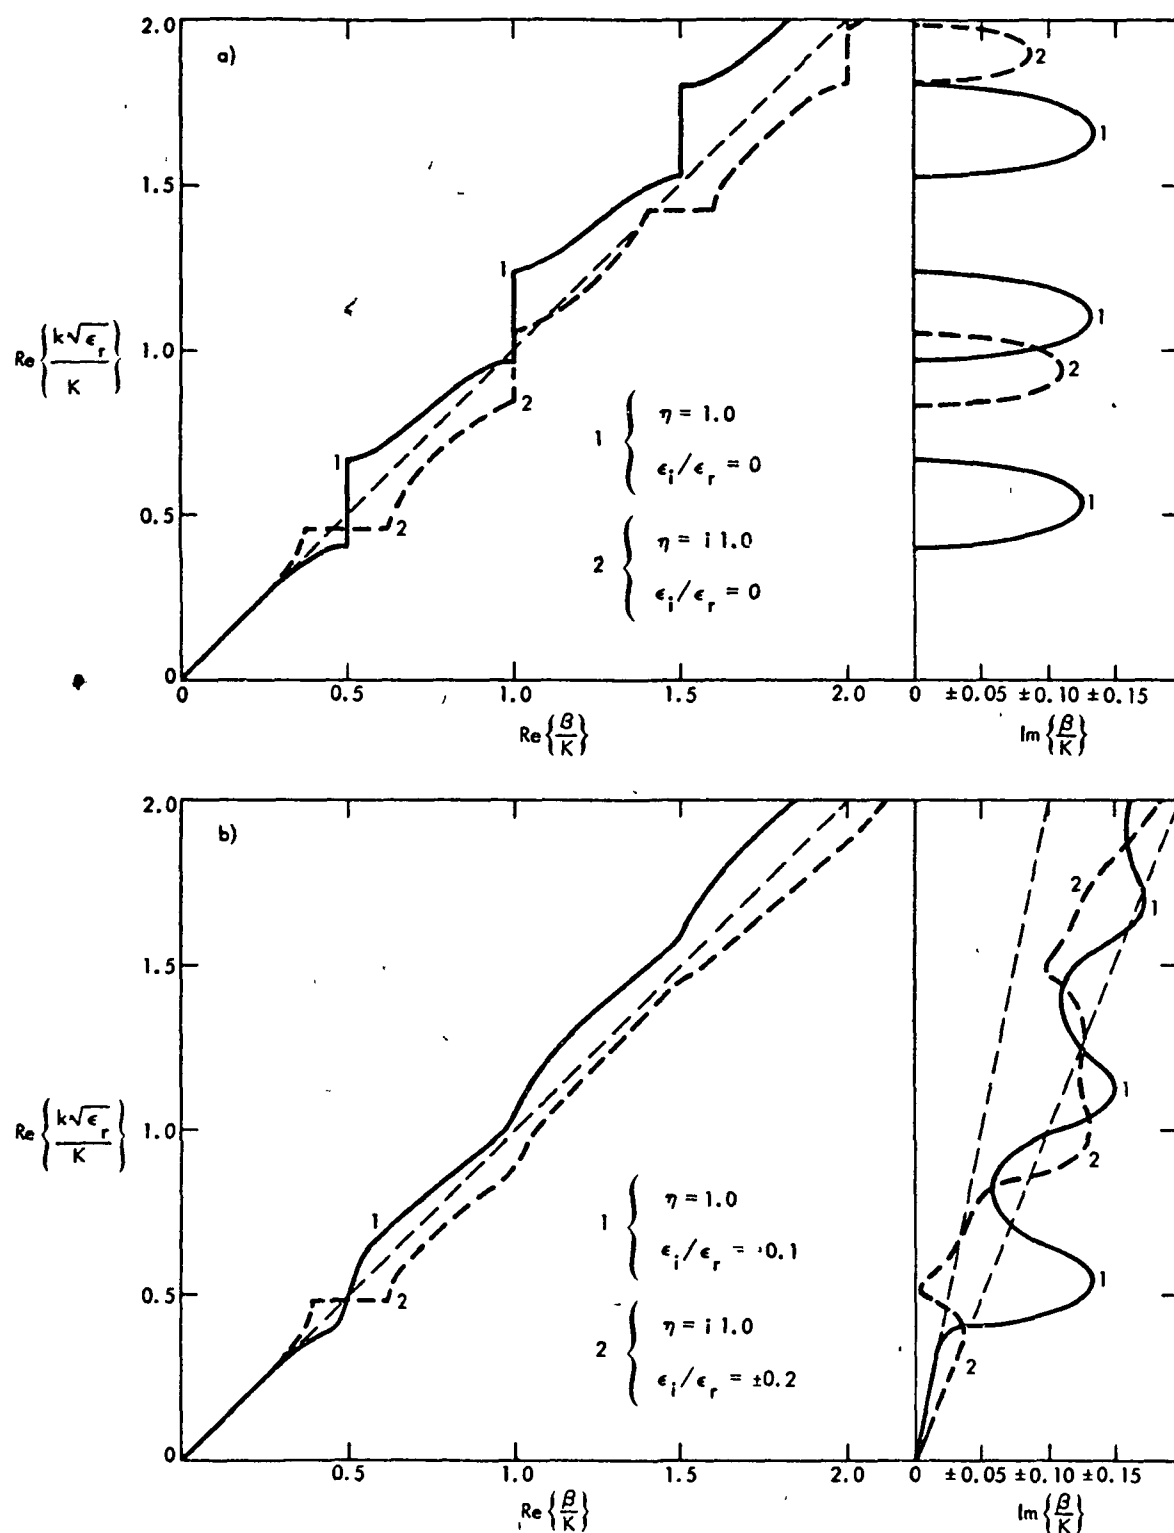 a)
2.0
1.5
1.0
0.5
0
Re { k√ϵr / K }
1
1
1
2
2
1 { η = 1.0
ϵi/ϵr = 0
2 { η = i 1.0
ϵi/ϵr = 0
0 0.5 1.0 1.5 2.0
Re { β / K }
2
1
1
2
1
0 ±0.05 ±0.10 ±0.15
Im { β / K }
b)
2.0
1.5
1.0
0.5
0
Re { k√ϵr / K }
1
2
1 { η = 1.0
ϵi/ϵr = ±0.1
2 { η = i 1.0
ϵi/ϵr = ±0.2
0.5 1.0 1.5 2.0
Re { β / K }
2
1
1
2
1
2
0 ±0.05 ±0.10 ±0.15
Im { β / K }